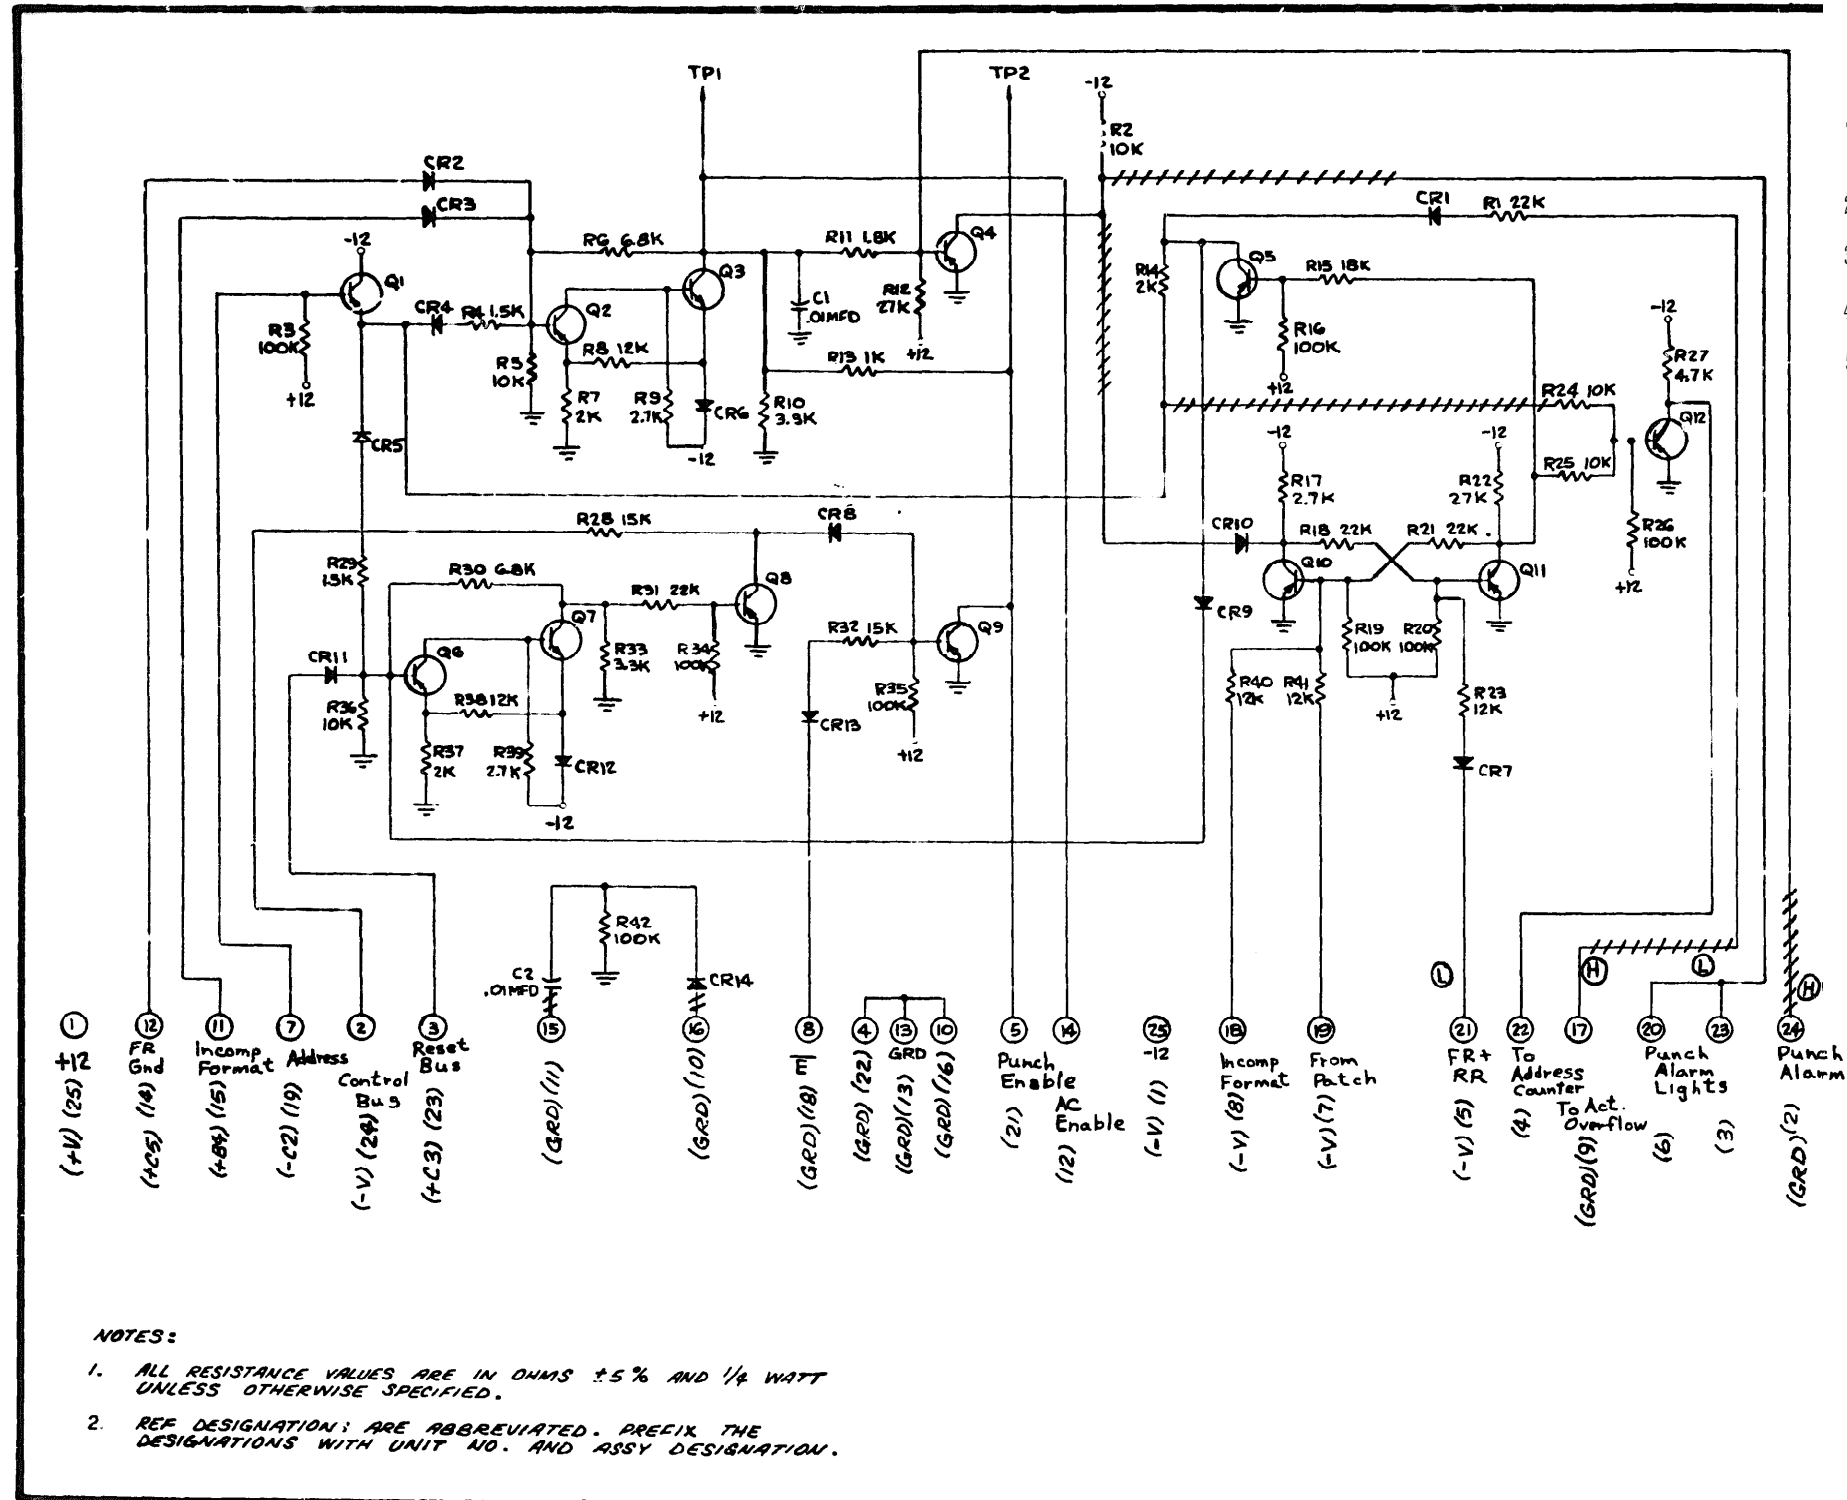 TP1
TP2
-12
R2
10K
CR2
CR3
CR1
R1 22K
-12
Q1
R6 6.8K
R11 1.8K
Q4
Q3
Q5
R14
2K
R15 18K
CR4
R4 1.5K
Q2
C1
.01MFD
R12
27K
+12
R3
100K
+12
R8 12K
R5
10K
R13 1K
R16
100K
+12
-12
R27
4.7K
R7
2K
R9
2.7K
CR6
R10
3.3K
-12
R24 10K
Q12
CR5
-12
-12
R17
2.7K
R22
27K
R25 10K
R28 15K
CR8
CR10
R18 22K
R21 22K
R26
100K
+12
R29
1.5K
R30 6.8K
Q8
Q10
Q11
R31 22K
CR9
Q7
R32 15K
Q9
R19
100K
R20
100K
CR11
Q6
R33
3.3K
R34
100K
+12
R40
12K
R41
12K
R23
12K
+12
R35
100K
+12
R36
10K
R38 12K
CR13
R37
2K
R39
2.7K
CR12
CR7
-12
R42
100K
C2
.01MFD
CR14
L
H
L
H
1
12
11
7
2
3
15
16
8
4
13
10
5
14
25
18
19
21
22
17
20
23
24
+12
(+V) (25)
FR
Gnd
(+C5) (14)
Incomp
Format
(+B4) (15)
Address
(-C2) (19)
Control
Bus
(-V) (24)
Reset
Bus
(+C3) (23)
(GRD) (11)
(GRD) (10)
E
(GRD) (18)
GRD
(GRD) (22)
(GRD) (13)
(GRD) (16)
Punch
Enable
(21)
AC
Enable
(12)
-12
(-V) (1)
Incomp
Format
(-V) (8)
From
Patch
(-V) (7)
FR+
RR
(-V) (5)
To
Address
Counter
(4)
To Act.
Overflow
(GRD) (9)
Punch
Alarm
Lights
(6)
(3)
Punch
Alarm
(GRD) (2)
NOTES:
1. ALL RESISTANCE VALUES ARE IN OHMS ±5% AND 1/4 WATT
UNLESS OTHERWISE SPECIFIED.
2. REF DESIGNATION; ARE ABBREVIATED. PREFIX THE
DESIGNATIONS WITH UNIT NO. AND ASSY DESIGNATION.